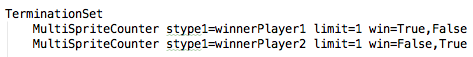 TerminationSet
MultiSpriteCounter stype1=winnerPlayer1 limit=1 win=True,False
MultiSpriteCounter stype1=winnerPlayer2 limit=1 win=False,True